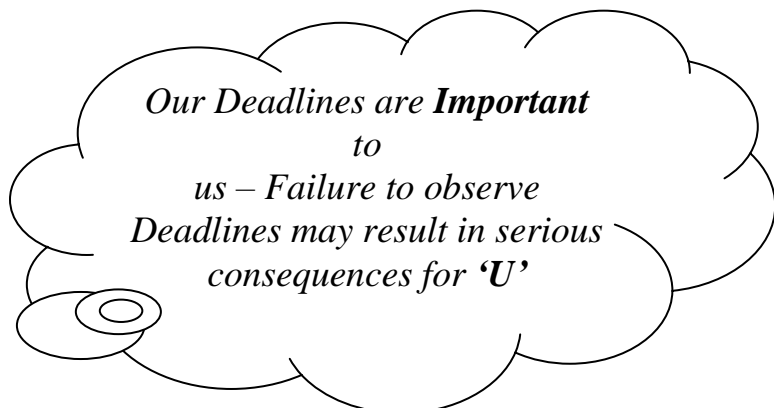 Our Deadlines are Important
to
us – Failure to observe
Deadlines may result in serious
consequences for ‘U’